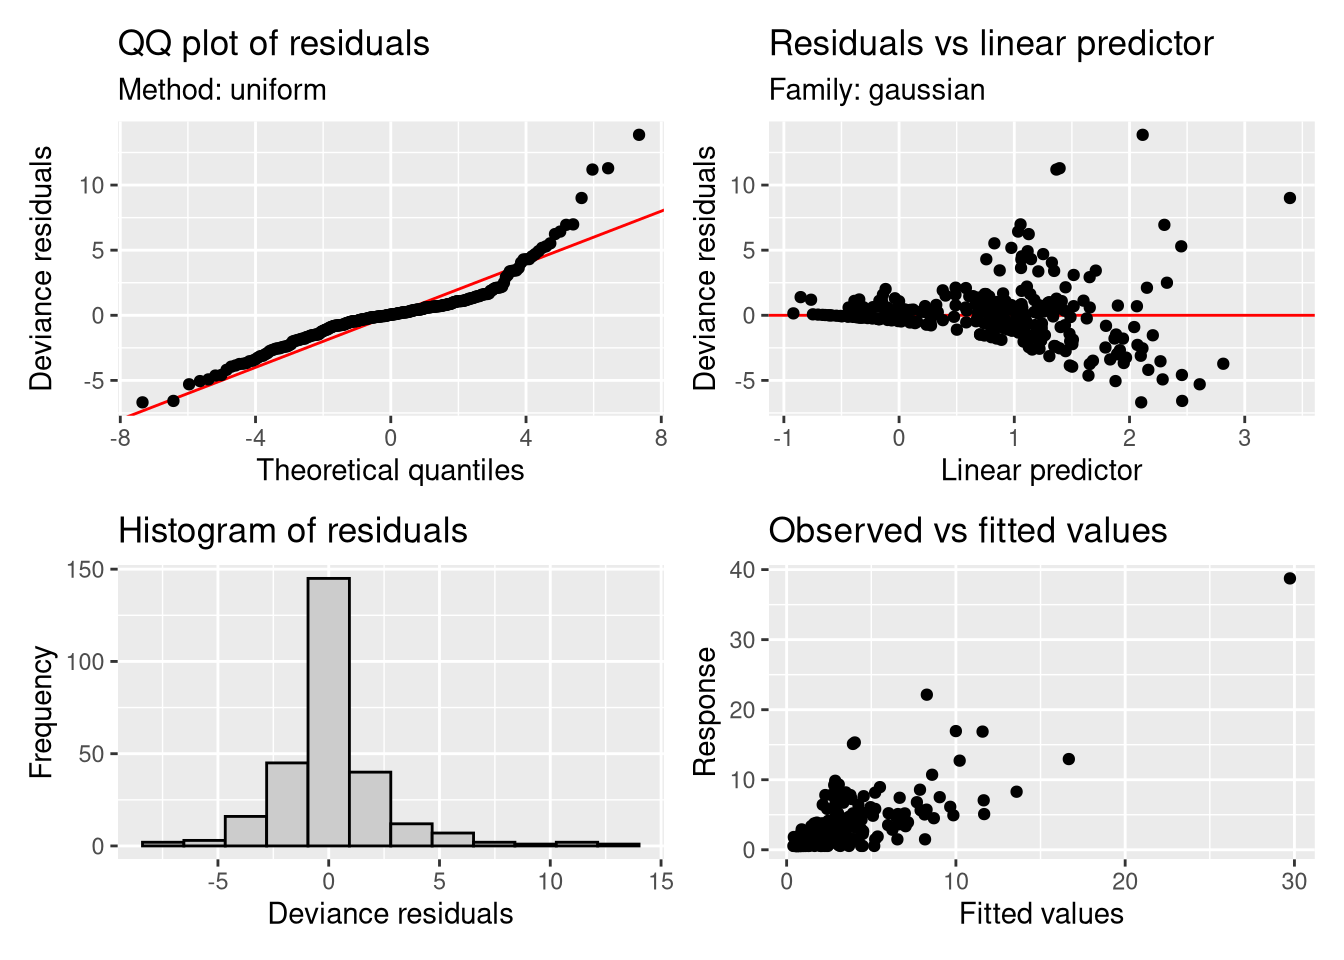 QQ plot of residuals
Method: uniform
Deviance residuals
10
5
0
-5
-8
-4
0
4
8
Theoretical quantiles
Residuals vs linear predictor
Family: gaussian
Deviance residuals
10
5
0
-5
-1
0
1
2
3
Linear predictor
Histogram of residuals
Frequency
150
100
50
0
-5
0
5
10
15
Deviance residuals
Observed vs fitted values
Response
40
30
20
10
0
0
10
20
30
Fitted values